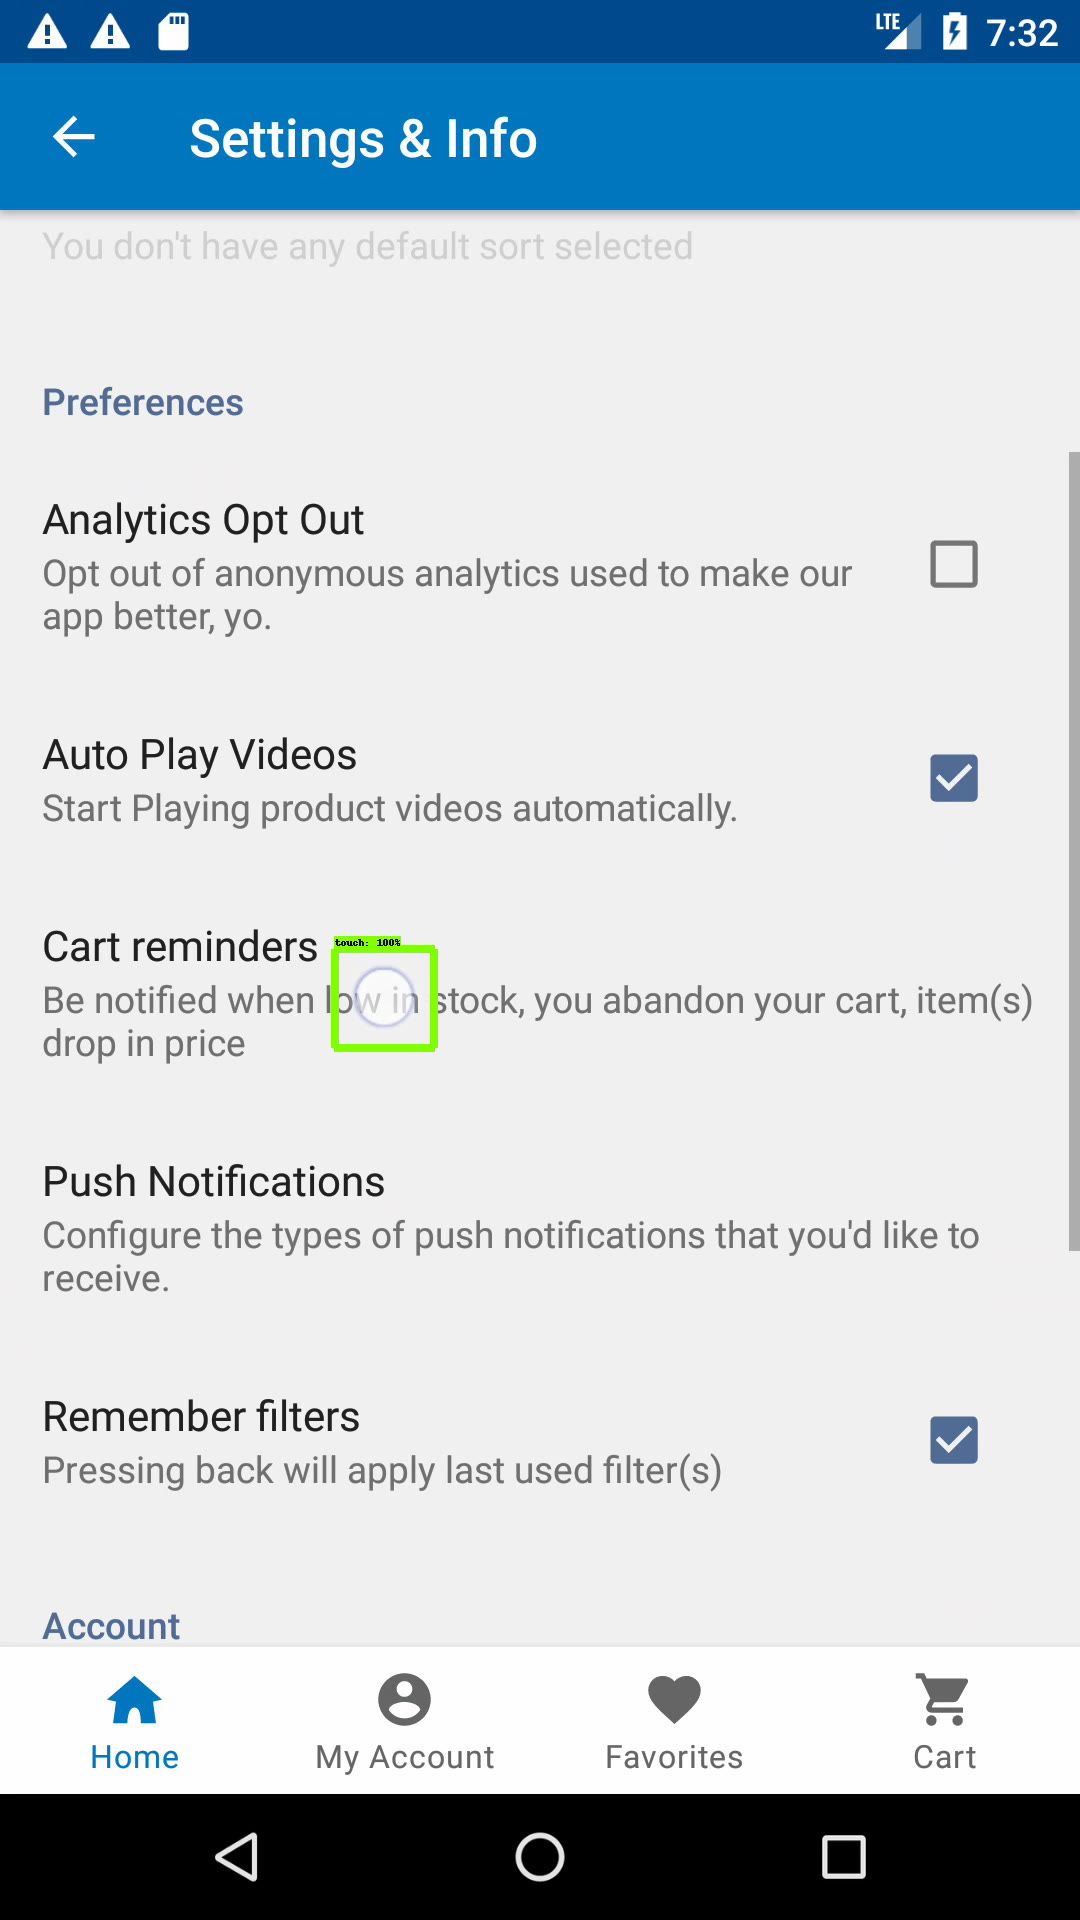 LTE 7:32
Settings & Info
You don't have any default sort selected
Preferences
Analytics Opt Out
Opt out of anonymous analytics used to make our
app better, yo.
Auto Play Videos
Start Playing product videos automatically.
Cart reminders
touch: 100%
Be notified when low in stock, you abandon your cart, item(s)
drop in price
Push Notifications
Configure the types of push notifications that you'd like to
receive.
Remember filters
Pressing back will apply last used filter(s)
Account
Home My Account Favorites Cart